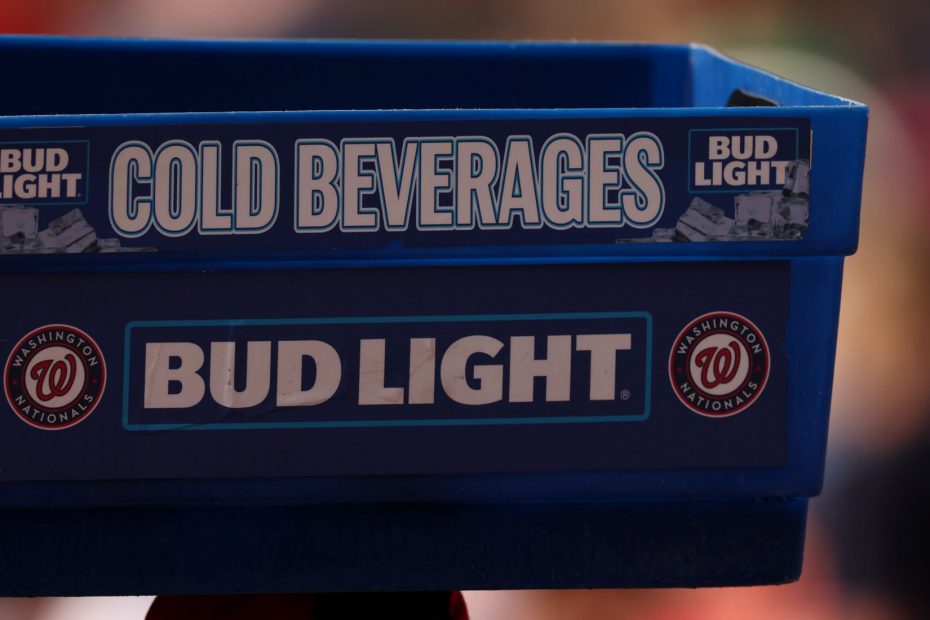 BUD
LIGHT
COLD BEVERAGES
BUD
LIGHT
WASHINGTON
W
NATIONALS
BUD LIGHT®
WASHINGTON
W
NATIONALS